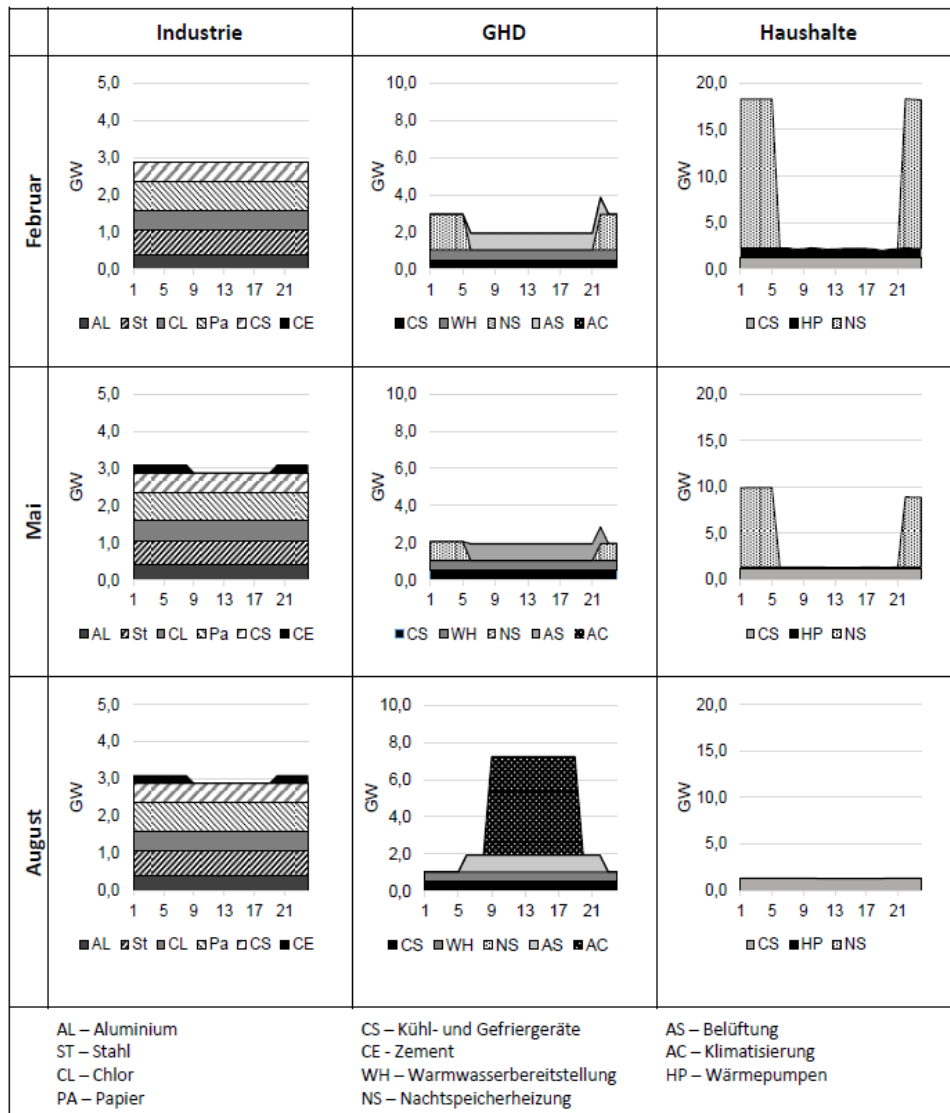 Industrie GHD Haushalte
Februar
GW
5,0
4,0
3,0
2,0
1,0
0,0
1 5 9 13 17 21
AL St CL Pa CS CE
GW
10,0
8,0
6,0
4,0
2,0
0,0
1 5 9 13 17 21
CS WH NS AS AC
GW
20,0
15,0
10,0
5,0
0,0
1 5 9 13 17 21
CS HP NS
Mai
GW
5,0
4,0
3,0
2,0
1,0
0,0
1 5 9 13 17 21
AL St CL Pa CS CE
GW
10,0
8,0
6,0
4,0
2,0
0,0
1 5 9 13 17 21
CS WH NS AS AC
GW
20,0
15,0
10,0
5,0
0,0
1 5 9 13 17 21
CS HP NS
August
GW
5,0
4,0
3,0
2,0
1,0
0,0
1 5 9 13 17 21
AL St CL Pa CS CE
GW
10,0
8,0
6,0
4,0
2,0
0,0
1 5 9 13 17 21
CS WH NS AS AC
GW
20,0
15,0
10,0
5,0
0,0
1 5 9 13 17 21
CS HP NS
AL – Aluminium
ST – Stahl
CL – Chlor
PA – Papier
CS – Kühl- und Gefriergeräte
CE - Zement
WH – Warmwasserbereitstellung
NS – Nachtspeicherheizung
AS – Belüftung
AC – Klimatisierung
HP – Wärmepumpen